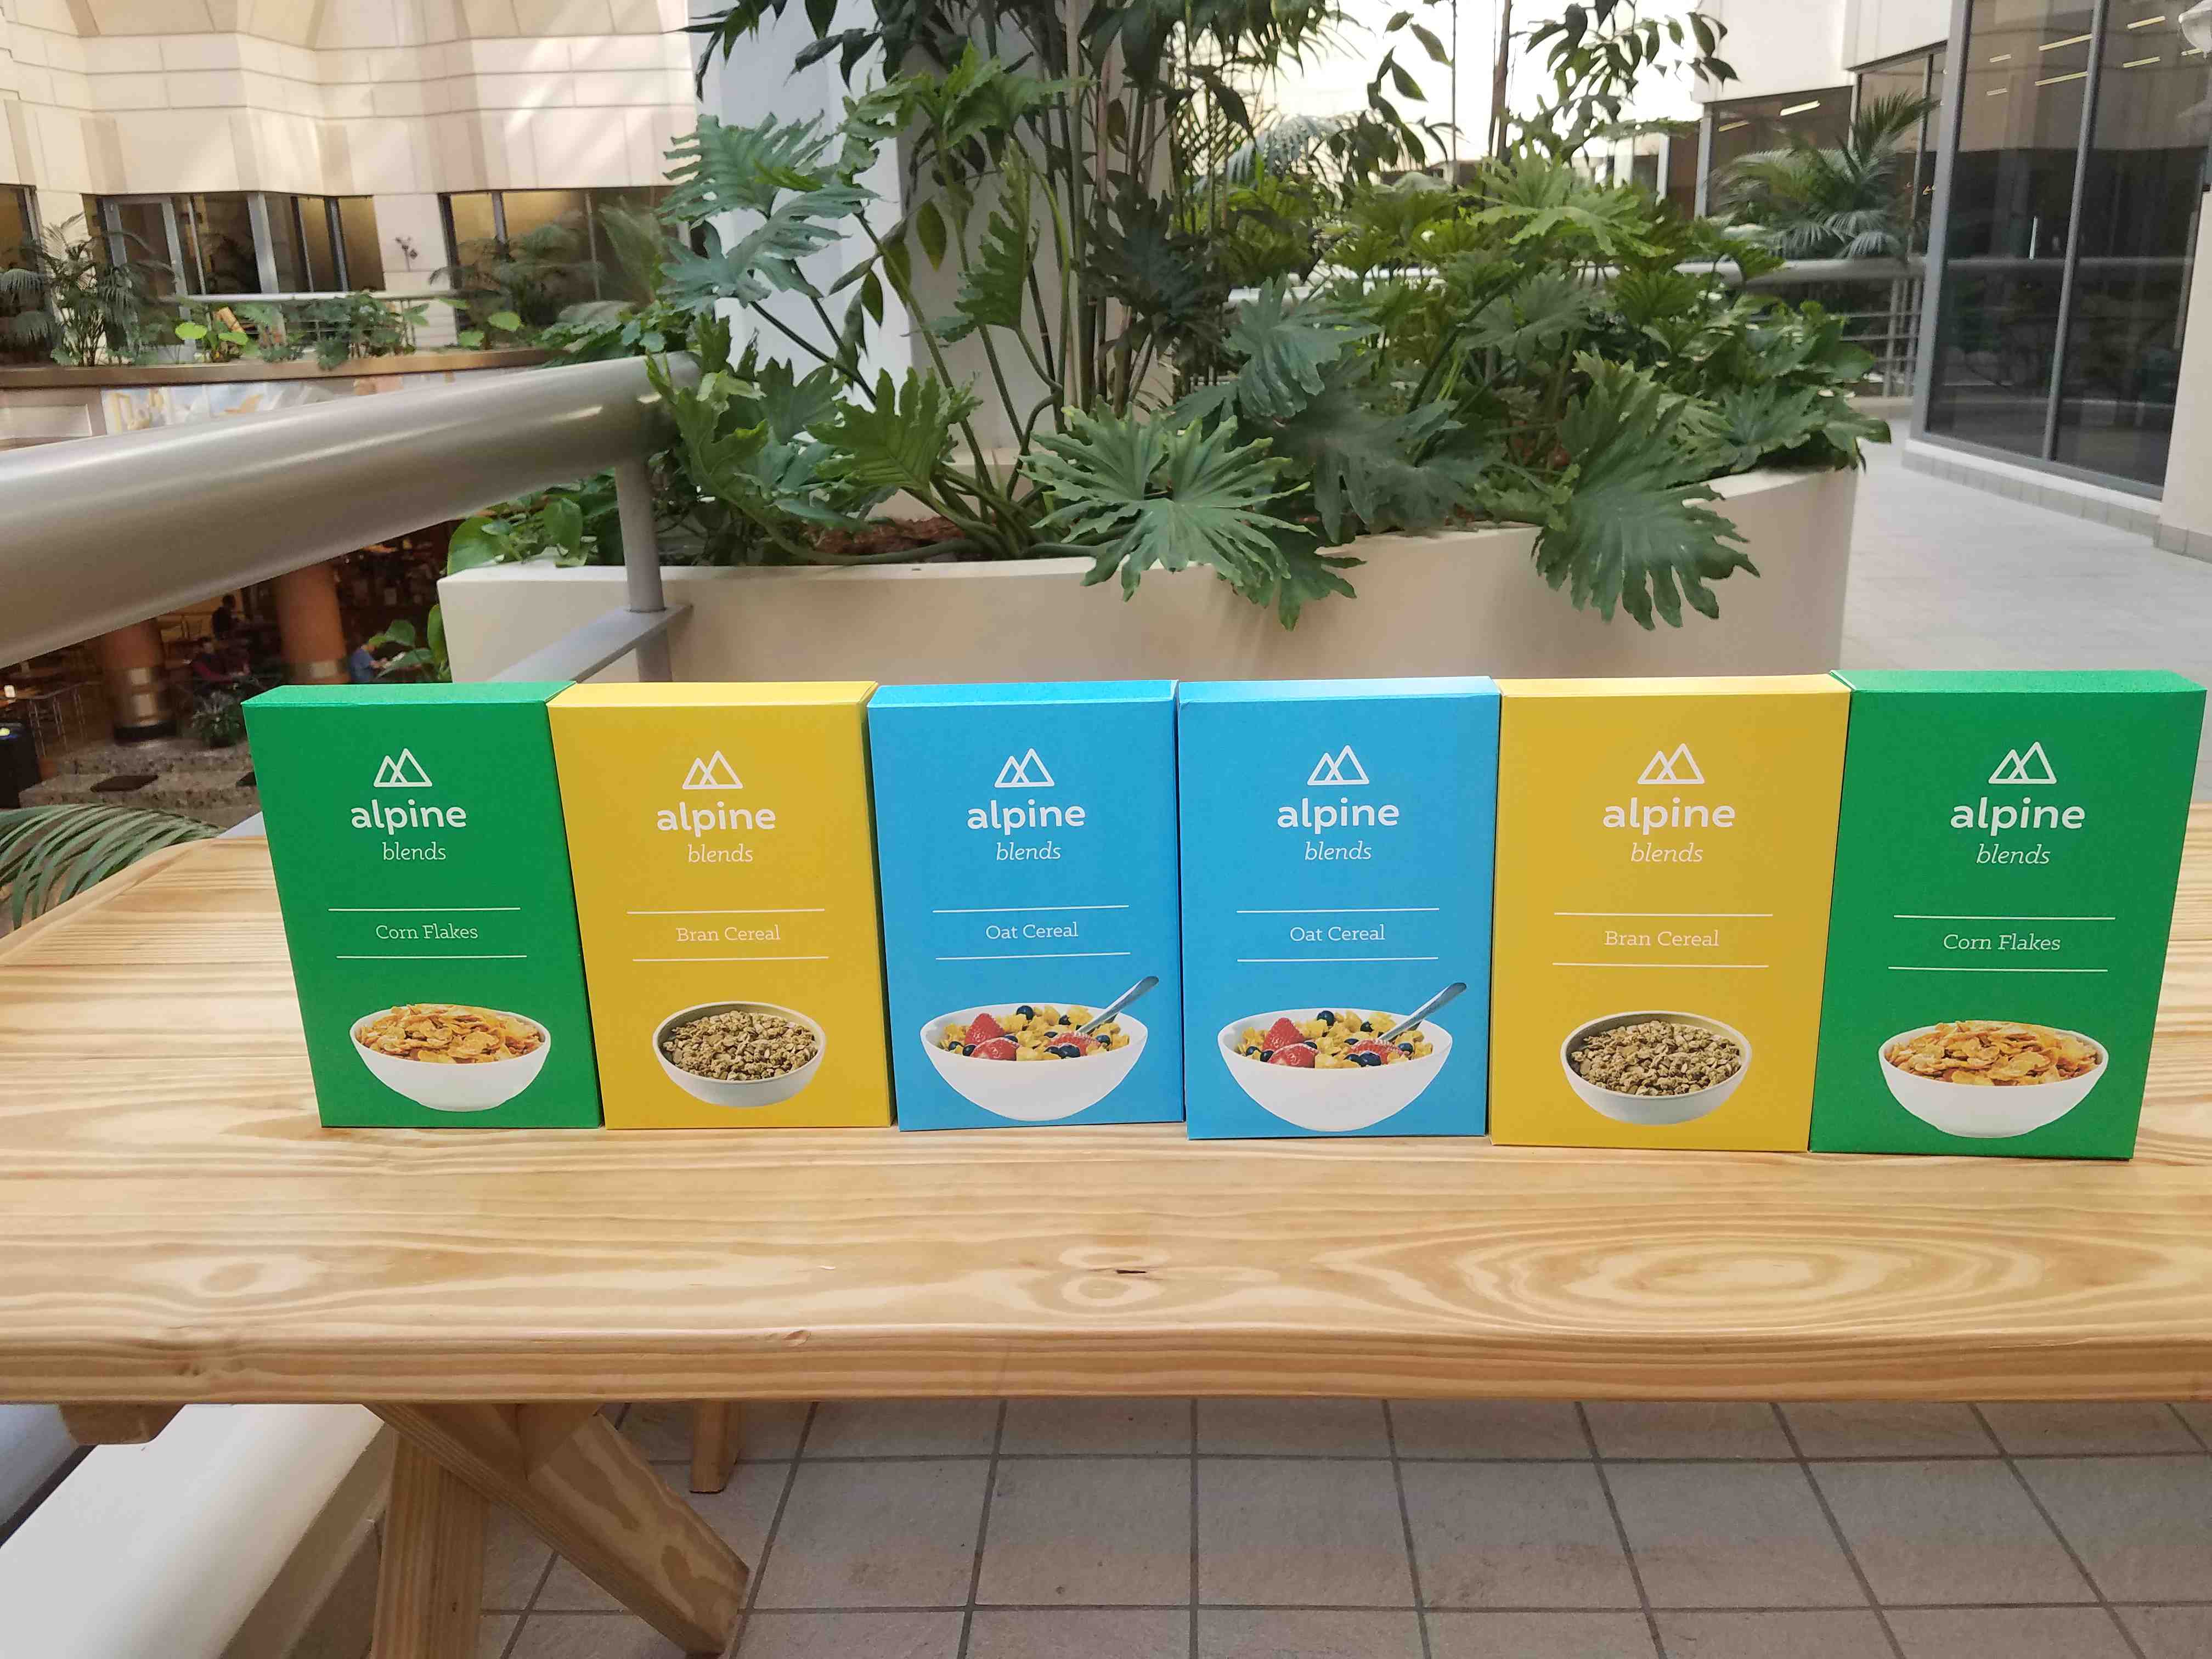 alpine
blends
Corn Flakes
alpine
blends
Bran Cereal
alpine
blends
Oat Cereal
alpine
blends
Oat Cereal
alpine
blends
Bran Cereal
alpine
blends
Corn Flakes